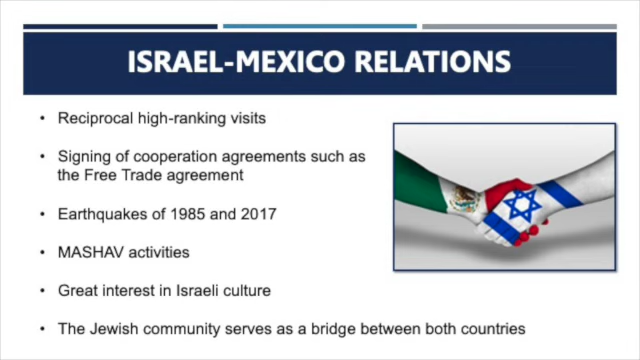 ISRAEL-MEXICO RELATIONS
• Reciprocal high-ranking visits
• Signing of cooperation agreements such as
the Free Trade agreement
• Earthquakes of 1985 and 2017
• MASHAV activities
• Great interest in Israeli culture
• The Jewish community serves as a bridge between both countries